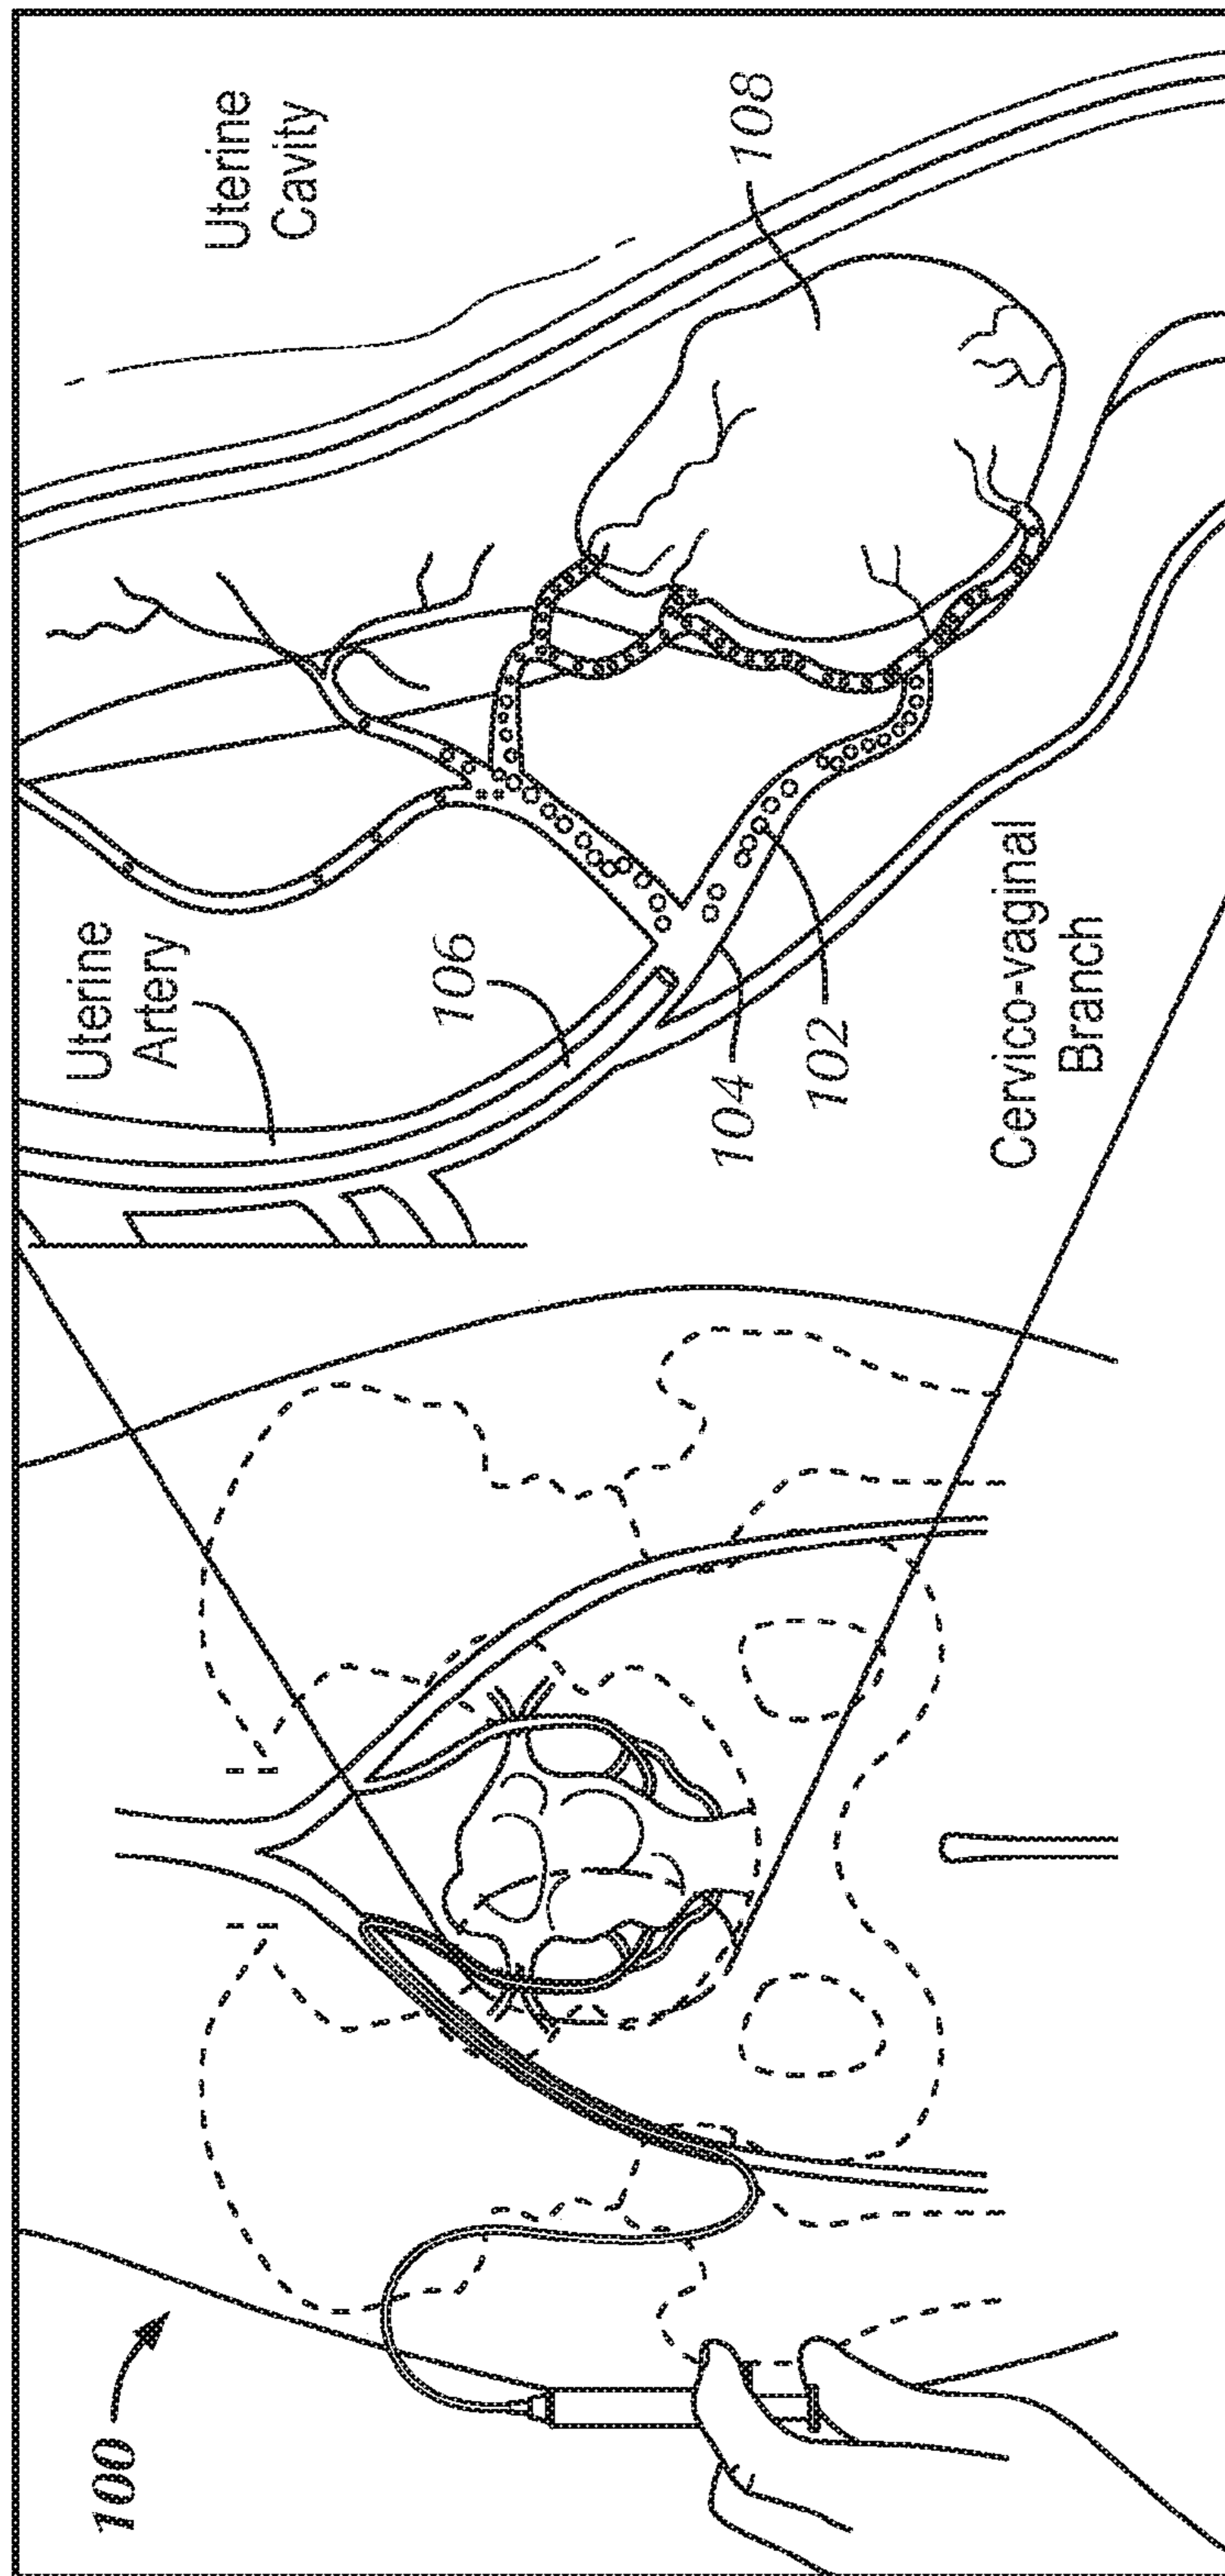 100
Uterine
Artery
106
104
102
Cervico-vaginal
Branch
Uterine
Cavity
108